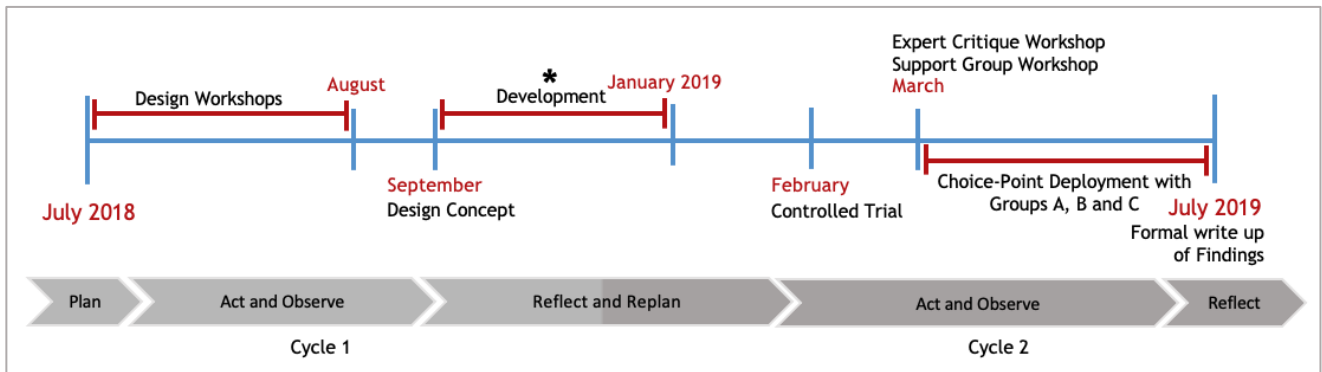 Expert Critique Workshop
Support Group Workshop
March
August
*
January 2019
Design Workshops
Development
September
Design Concept
February
Controlled Trial
Choice-Point Deployment with
Groups A, B and C
July 2018
July 2019
Formal write up
of Findings
Plan
Act and Observe
Reflect and Replan
Act and Observe
Reflect
Cycle 1
Cycle 2